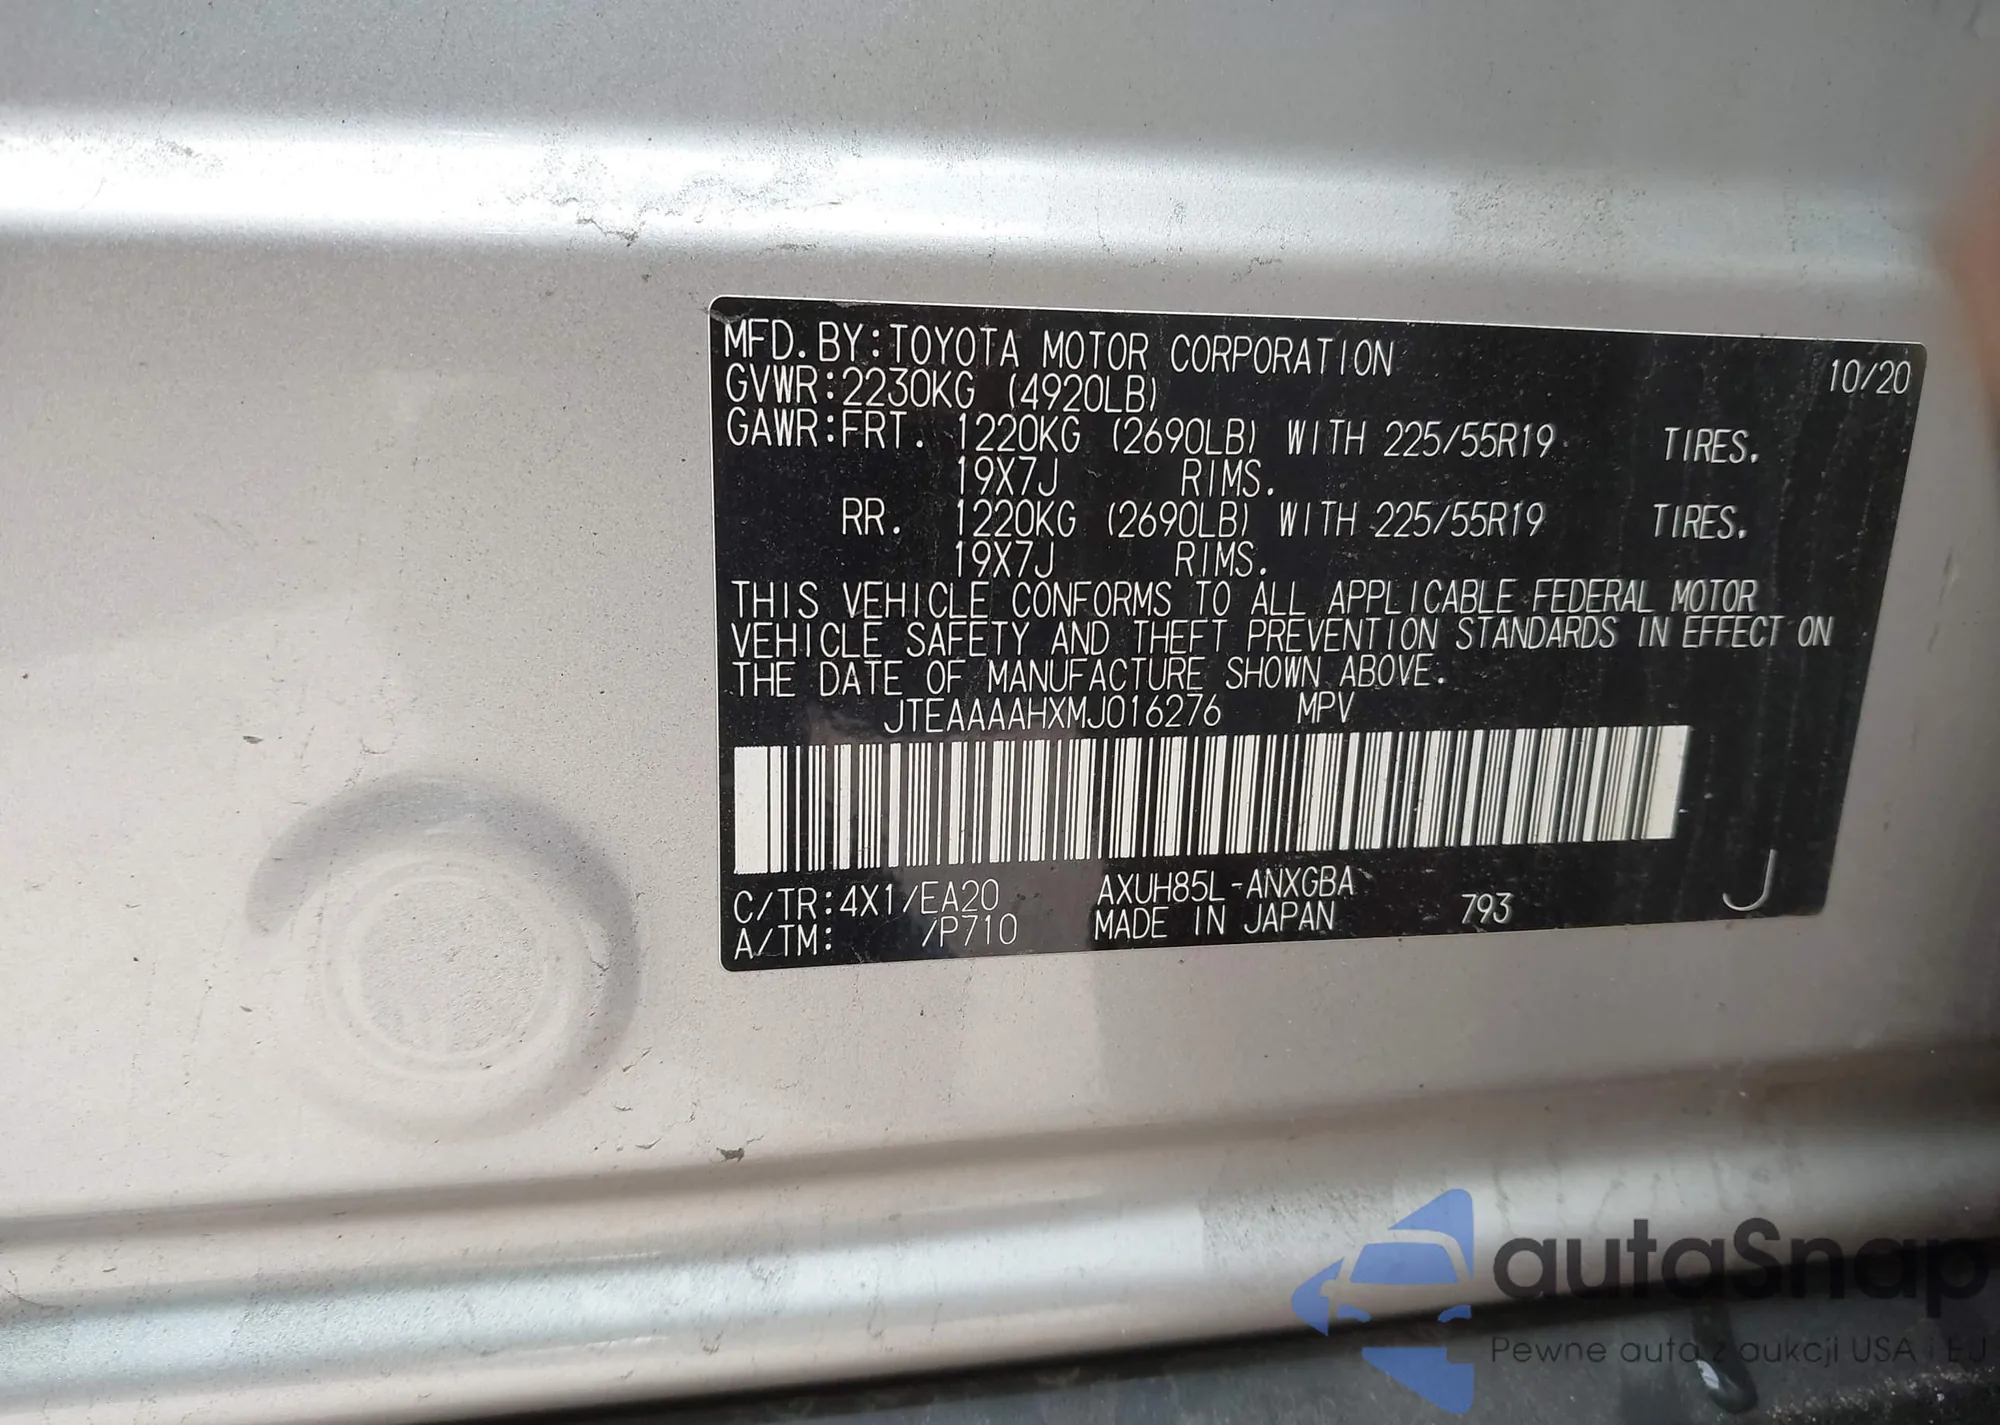 MFD. BY: TOYOTA MOTOR CORPORATION 10/20
GVWR: 2230KG (4920LB)
GAWR: FRT. 1220KG (2690LB) WITH 225/55R19 TIRES.
19X7J RIMS.
RR. 1220KG (2690LB) WITH 225/55R19 TIRES.
19X7J RIMS.
THIS VEHICLE CONFORMS TO ALL APPLICABLE FEDERAL MOTOR
VEHICLE SAFETY AND THEFT PREVENTION STANDARDS IN EFFECT ON
THE DATE OF MANUFACTURE SHOWN ABOVE.
JTEAAAAHXMJ016276 MPV
C/TR: 4X1/EA20 AXUH85L-ANXGBA
A/TM: /P710 MADE IN JAPAN 793 J
autaSnap
Pewne auta z aukcji USA i EU